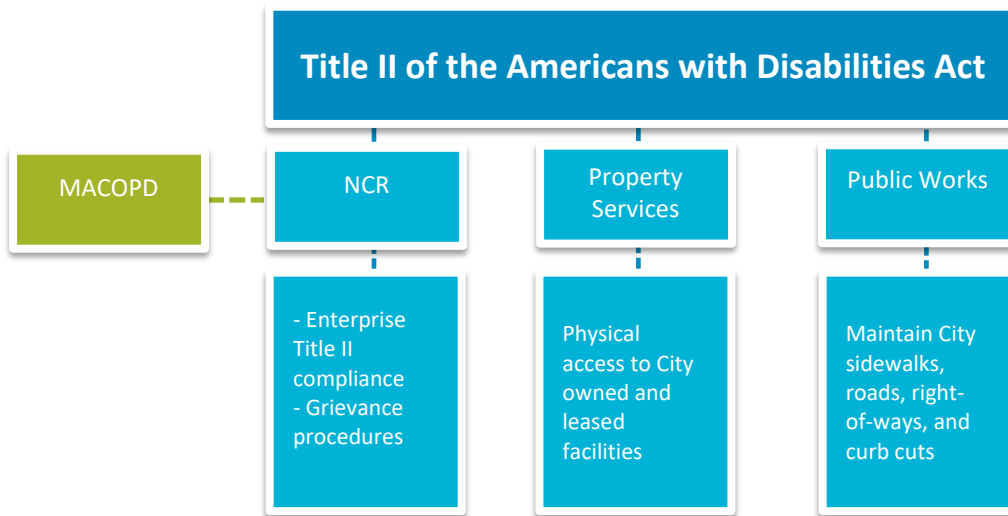 Title II of the Americans with Disabilities Act
MACOPD
NCR
Property
Services
Public Works
- Enterprise
Title II
compliance
- Grievance
procedures
Physical
access to City
owned and
leased
facilities
Maintain City
sidewalks,
roads, right-
of-ways, and
curb cuts